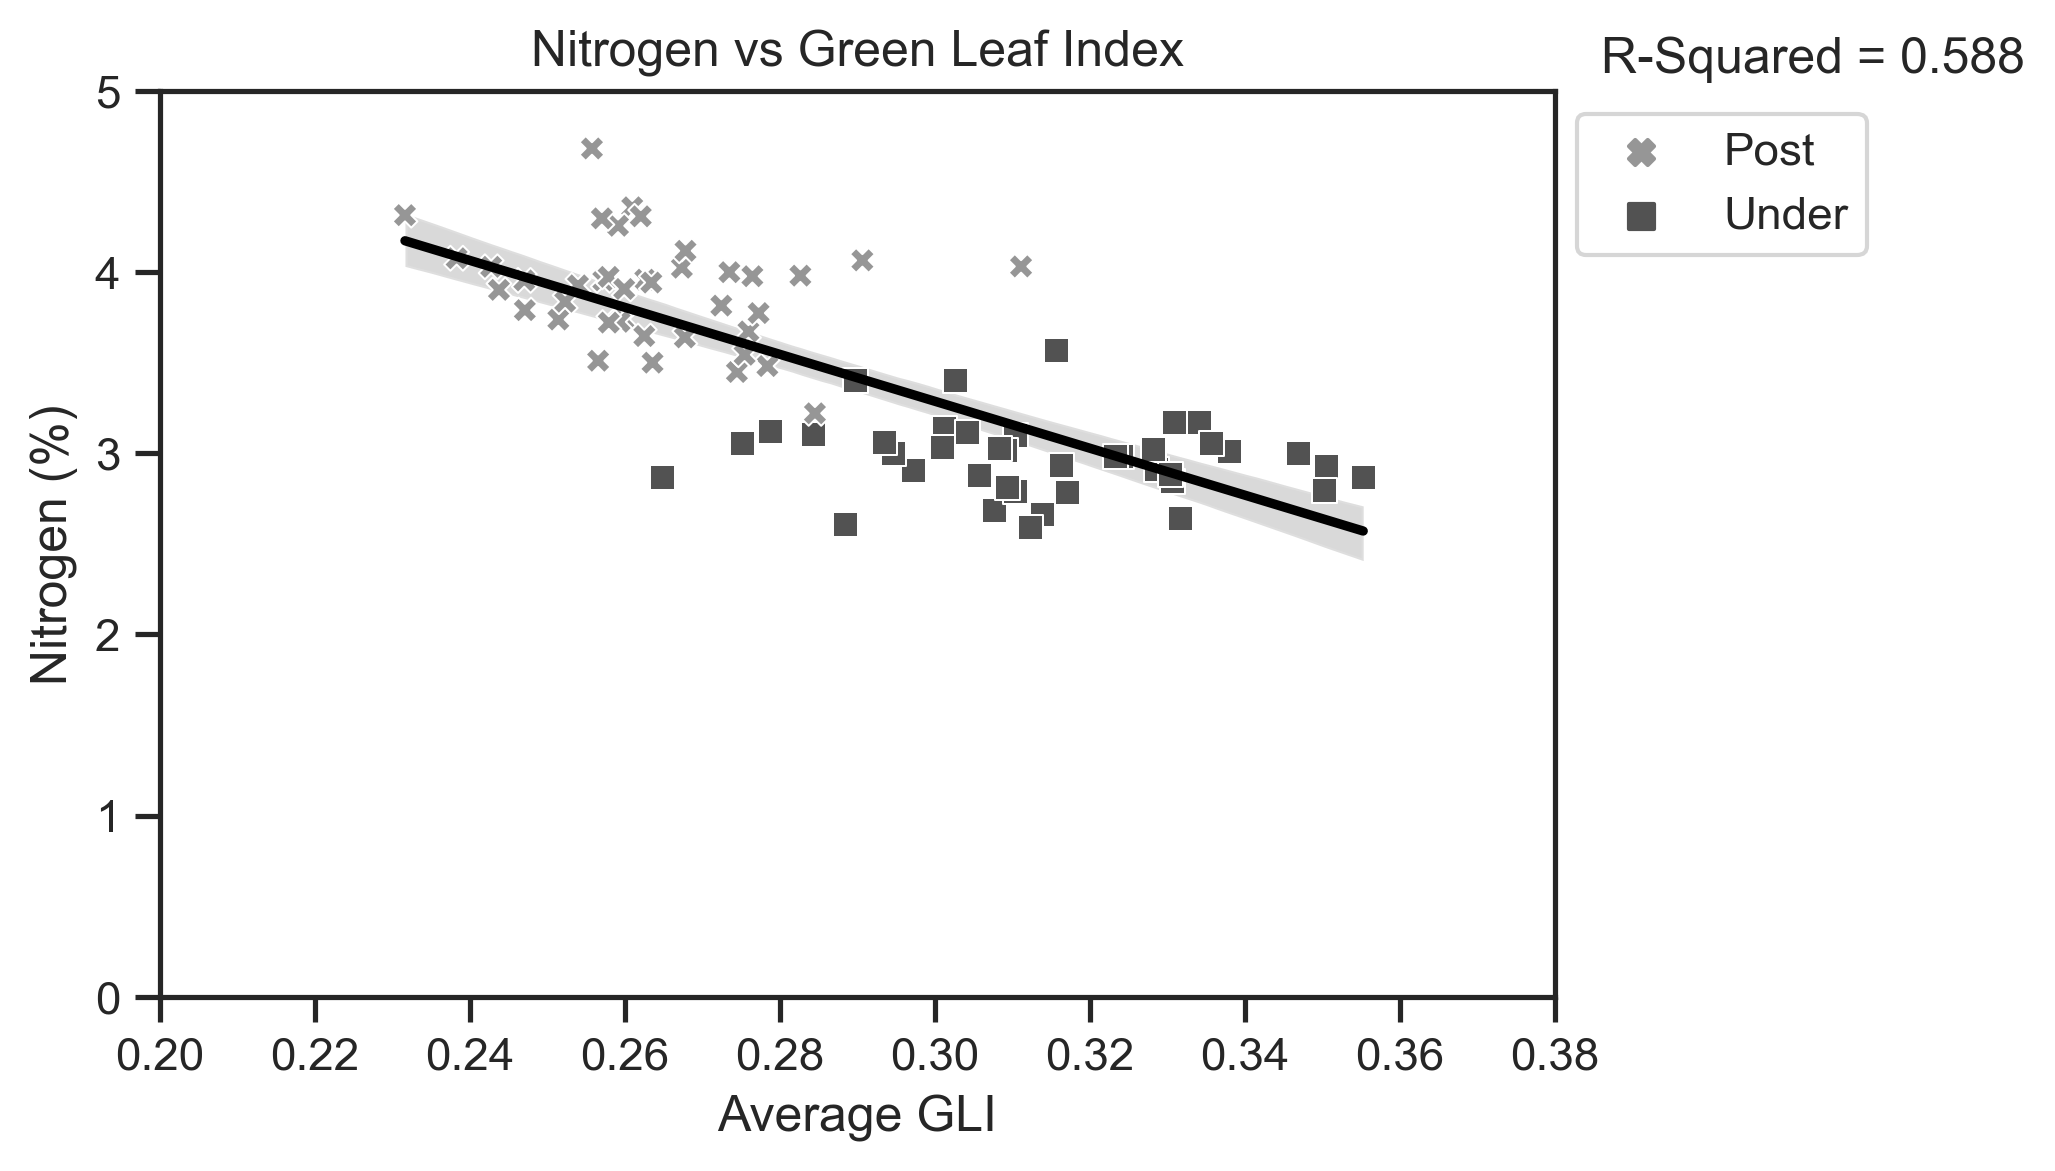 Nitrogen vs Green Leaf Index
R-Squared = 0.588
Post
Under
Nitrogen (%)
5
4
3
2
1
0
0.20 0.22 0.24 0.26 0.28 0.30 0.32 0.34 0.36 0.38
Average GLI